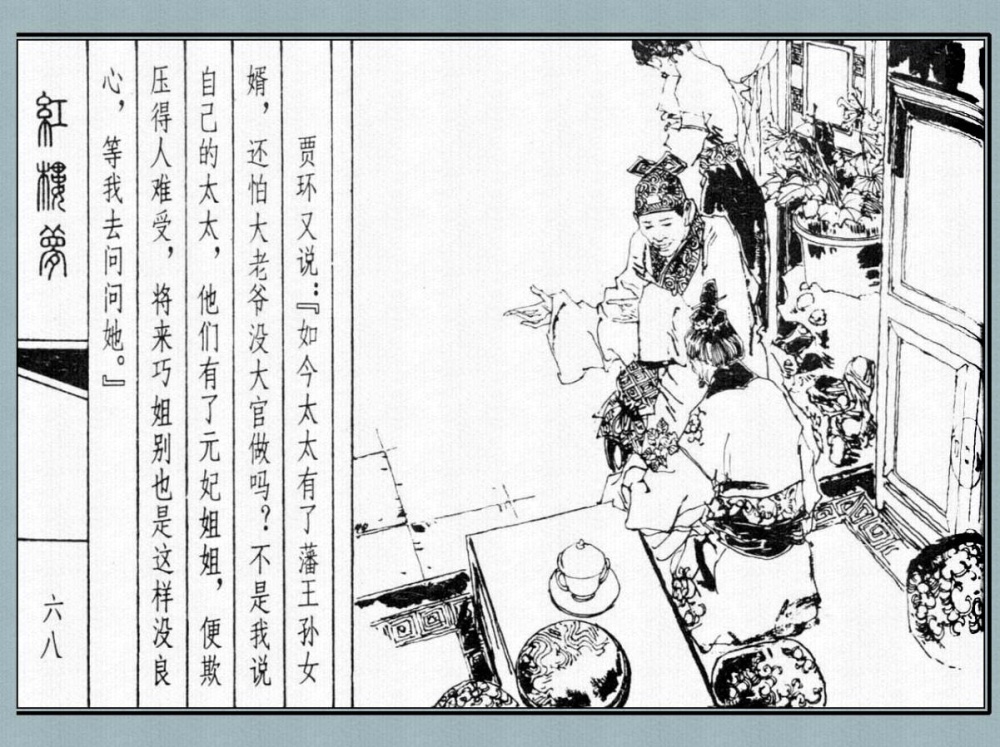 贾环又说：『如今太太有了藩王孙女
婿，还怕大老爷没大官做吗？不是我说
自己的太太，他们有了元妃姐姐，便欺
压得人难受，将来巧姐别也是这样没良
心，等我去问问她。』
紅樓夢
六八